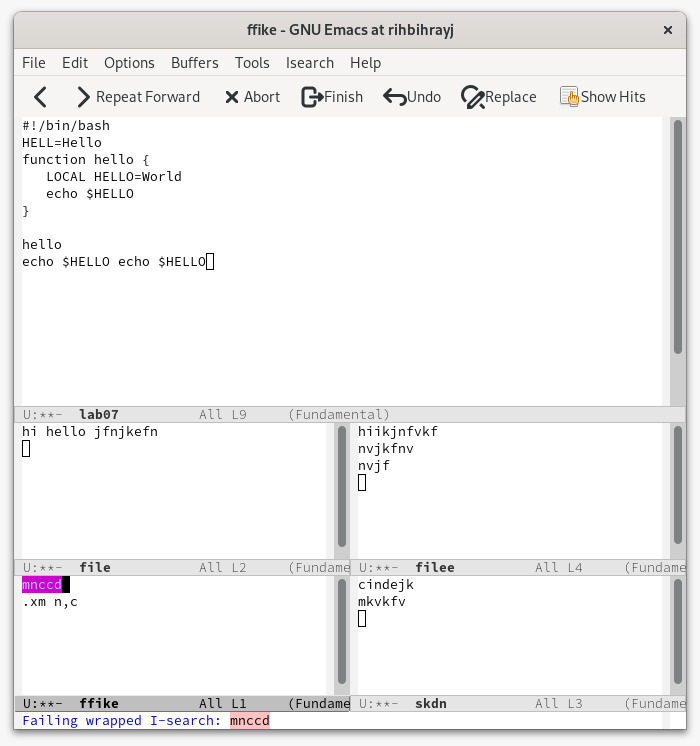 ffike - GNU Emacs at rihbihrayj ×
File Edit Options Buffers Tools Isearch Help
Repeat Forward Abort Finish Undo Replace Show Hits
#!/bin/bash
HELL=Hello
function hello {
   LOCAL HELLO=World
   echo $HELLO
}
hello
echo $HELLO echo $HELLO
U:**-  lab07          All L9     (Fundamental)
hi hello jfnjkefn
U:**-  file           All L2     (Fundame
hiikjnfvkf
nvjkfnv
nvjf
U:**-  filee          All L4     (Fundame
mnccd
.xm n,c
U:**-  ffike          All L1     (Fundame
cindejk
mkvkfv
U:**-  skdn           All L3     (Fundame
Failing wrapped I-search: mnccd